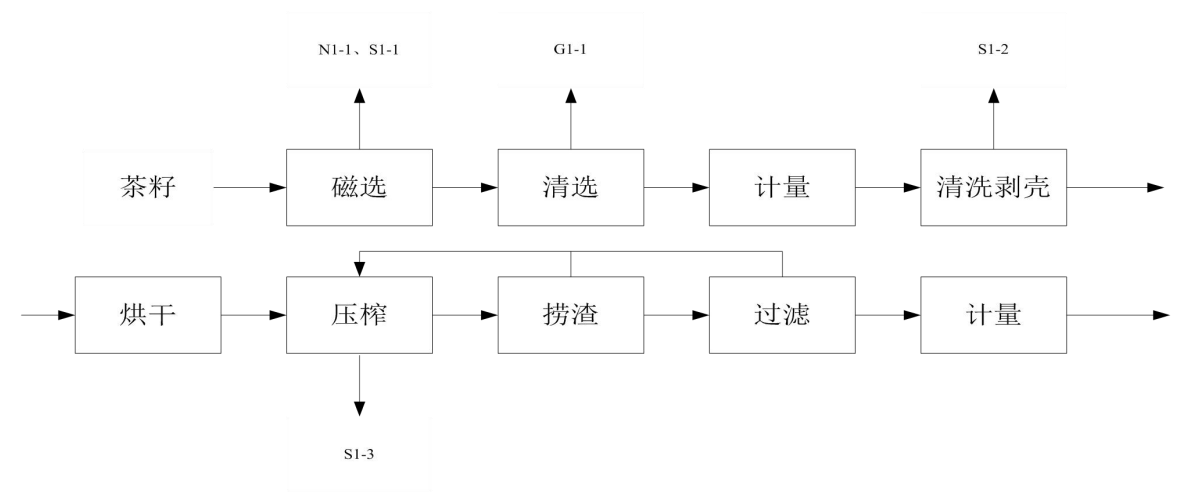 N1-1、S1-1
G1-1
S1-2
茶籽
磁选
清选
计量
清洗剥壳
烘干
压榨
捞渣
过滤
计量
S1-3